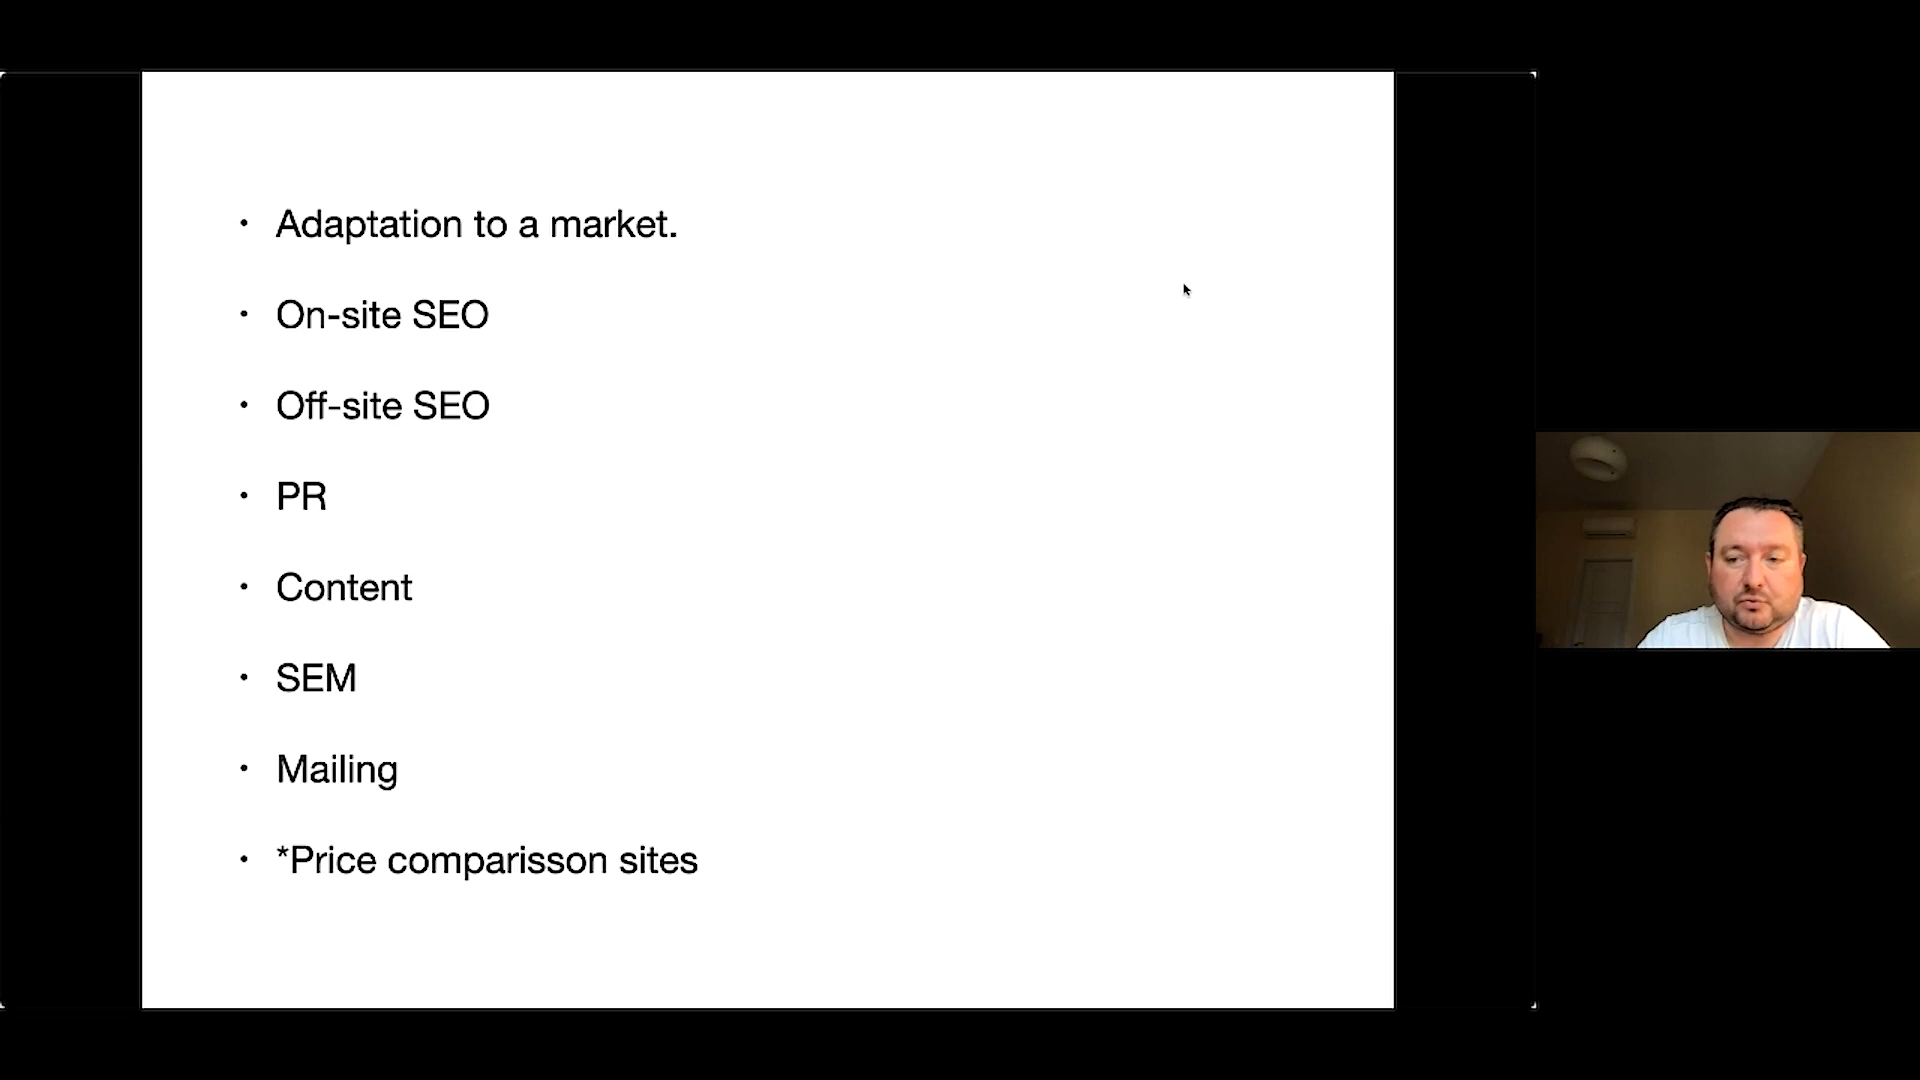 • Adaptation to a market.
• On-site SEO
• Off-site SEO
• PR
• Content
• SEM
• Mailing
• *Price comparisson sites